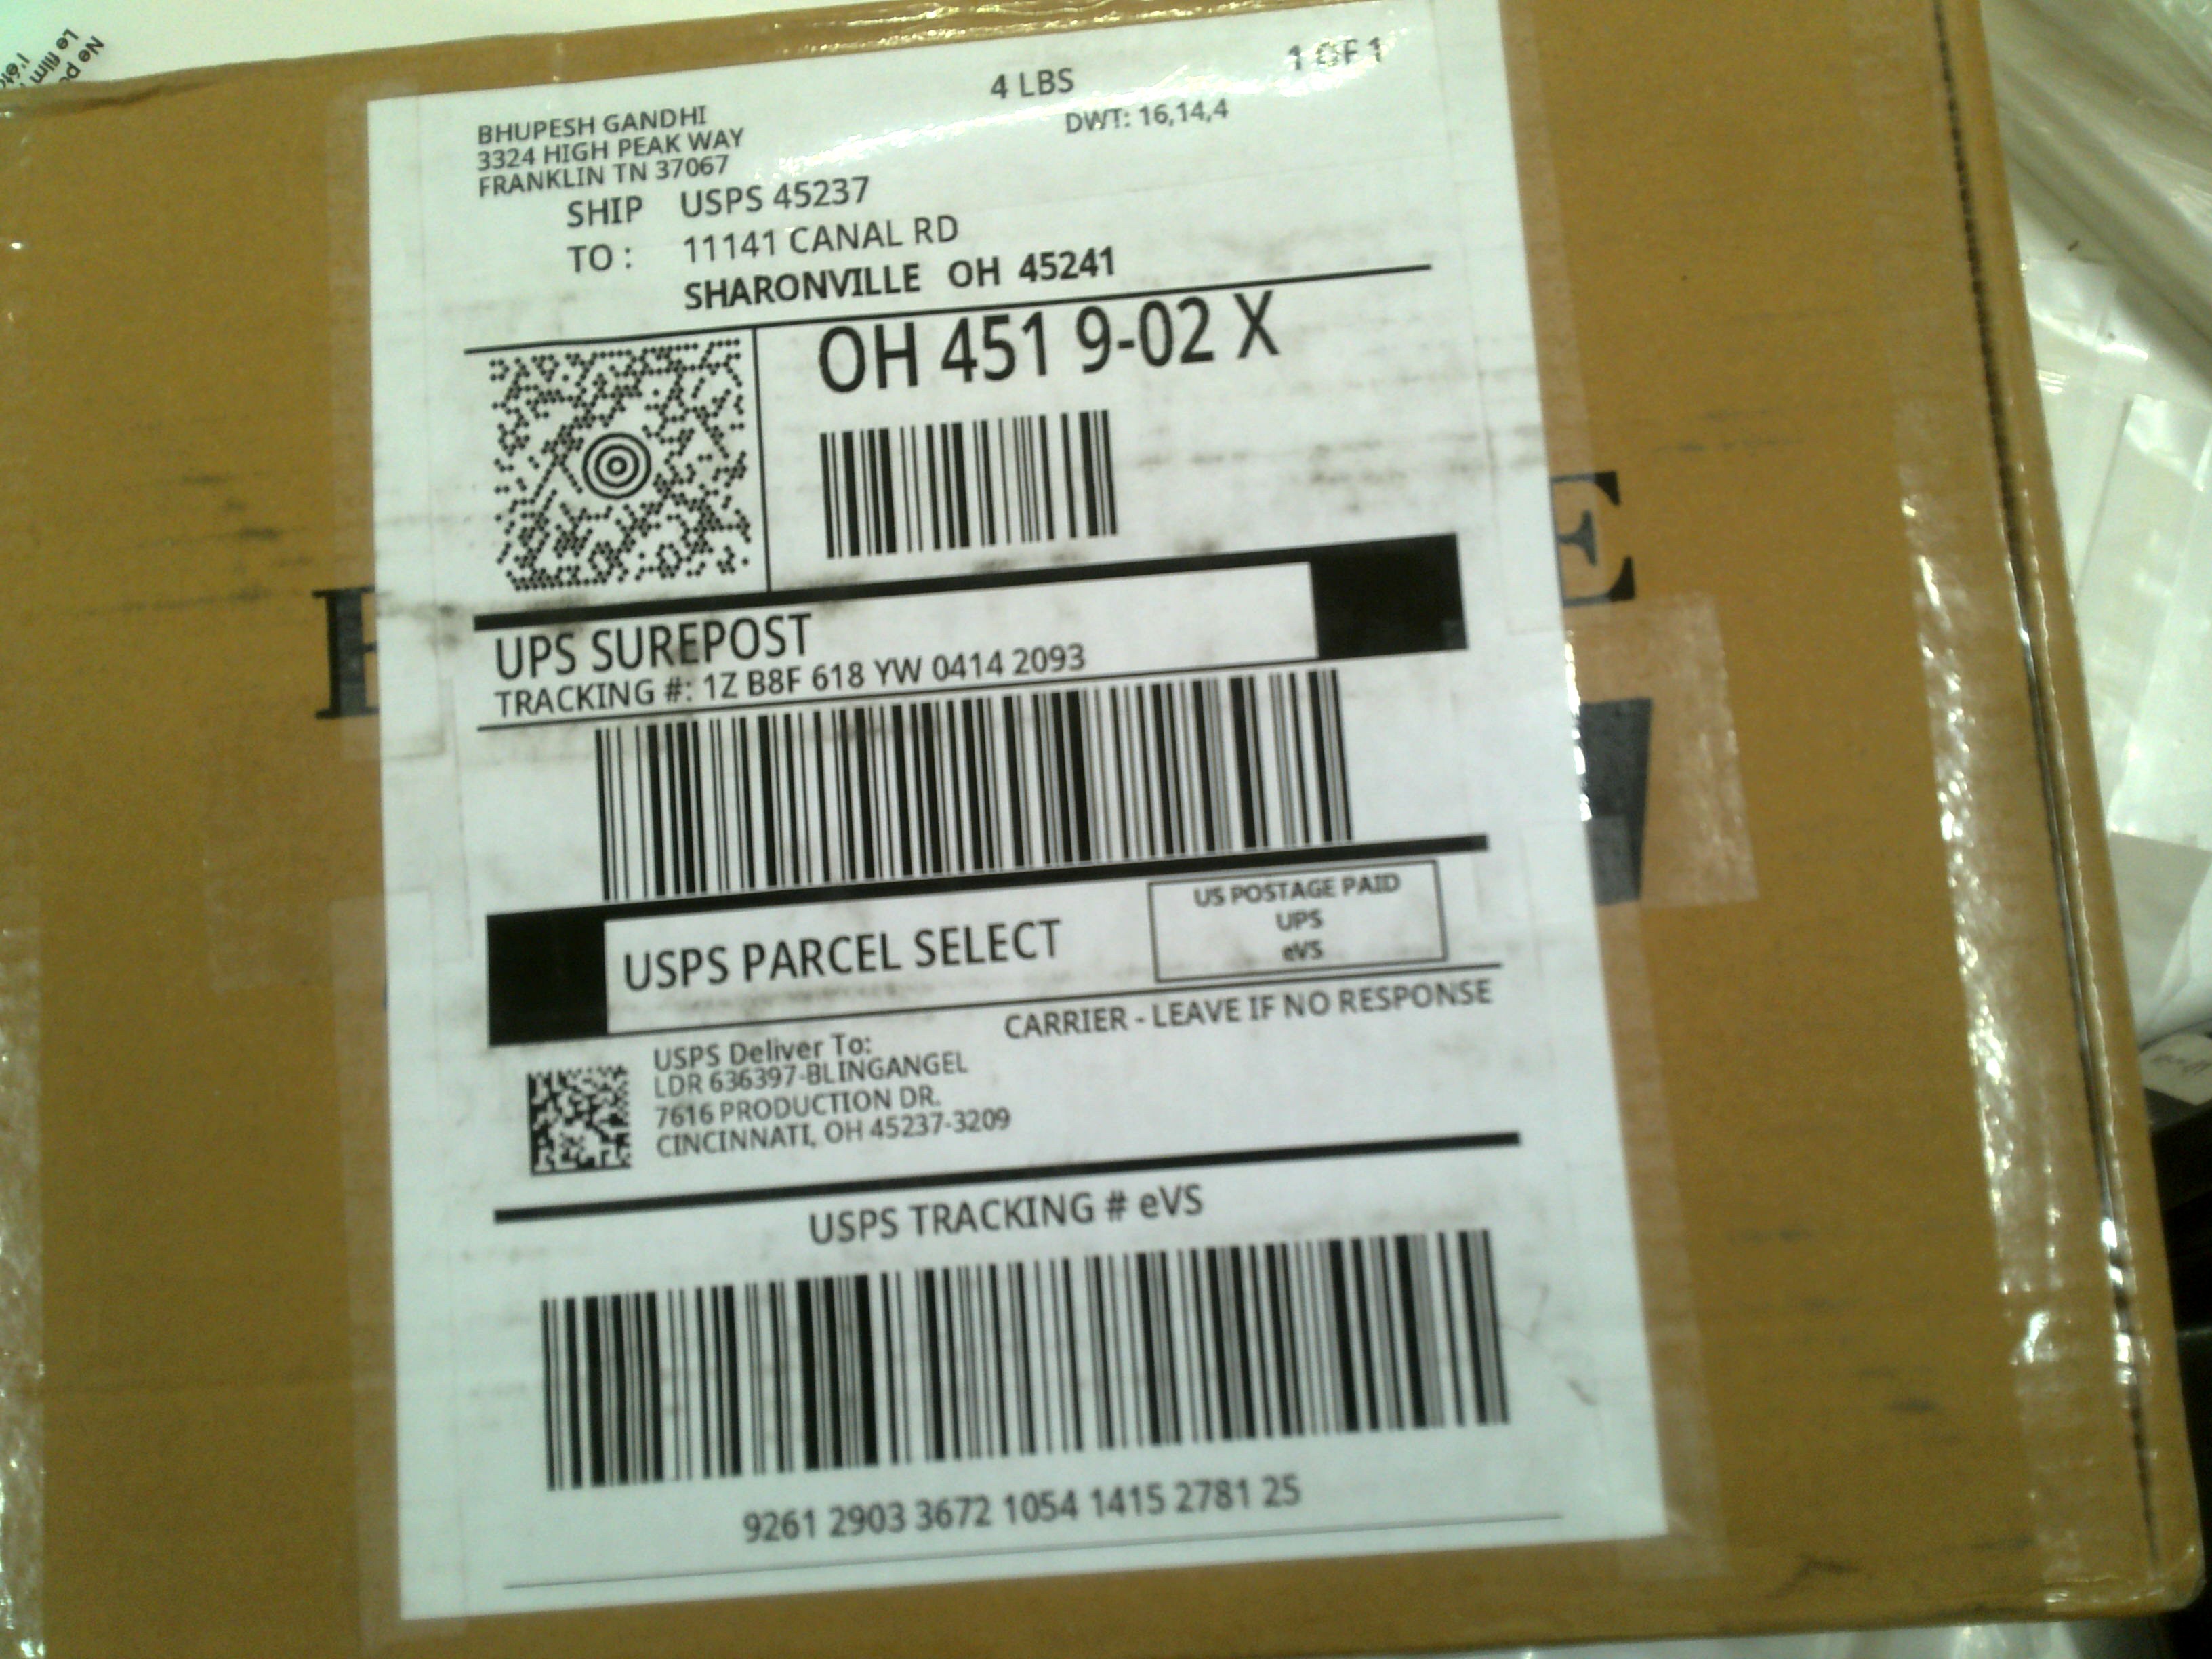 4 LBS
1 OF 1
BHUPESH GANDHI
3324 HIGH PEAK WAY
FRANKLIN TN 37067
DWT: 16,14,4
SHIP USPS 45237
TO : 11141 CANAL RD
SHARONVILLE OH 45241
OH 451 9-02 X
UPS SUREPOST
TRACKING #: 1Z B8F 618 YW 0414 2093
USPS PARCEL SELECT
US POSTAGE PAID
UPS
eVS
CARRIER - LEAVE IF NO RESPONSE
USPS Deliver To:
LDR 636397-BLINGANGEL
7616 PRODUCTION DR.
CINCINNATI, OH 45237-3209
USPS TRACKING # eVS
9261 2903 3672 1054 1415 2781 25
E
Ne
Le film